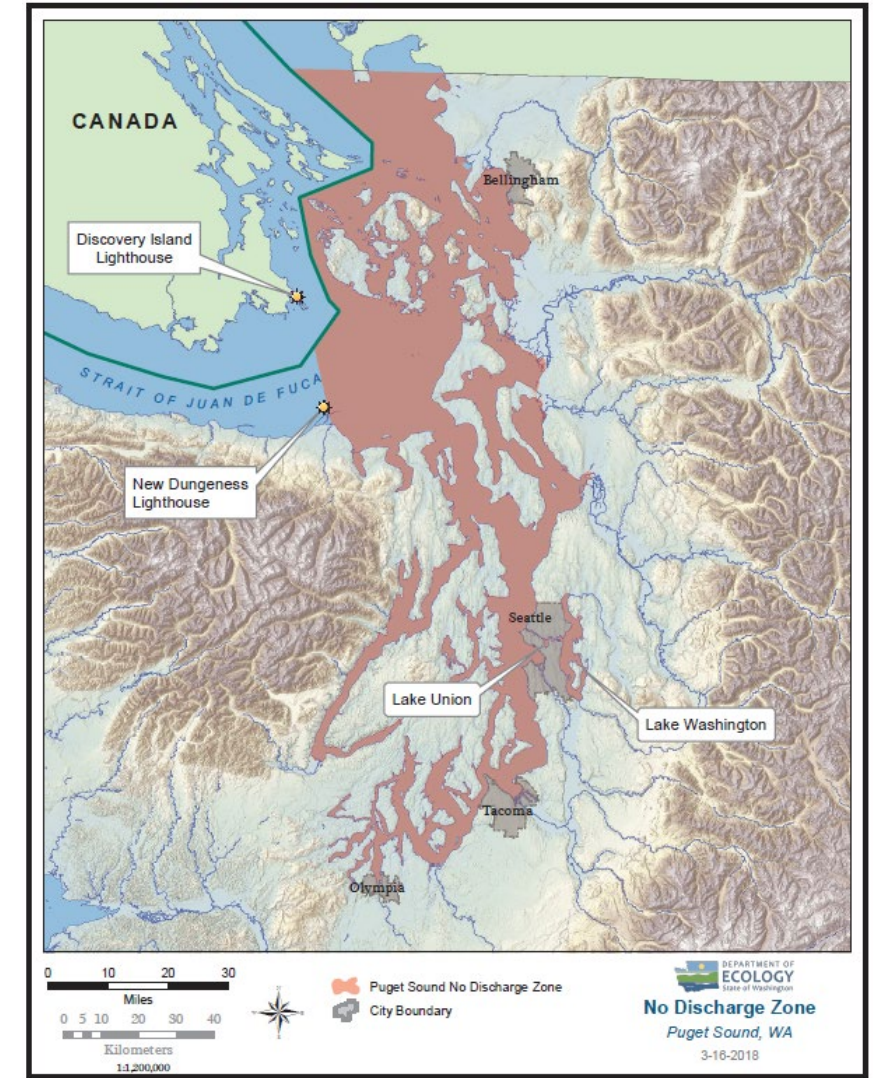 CANADA
Bellingham
Discovery Island
Lighthouse
STRAIT OF JUAN DE FUCA
New Dungeness
Lighthouse
Seattle
Lake Union
Lake Washington
Tacoma
Olympia
0 10 20 30
Miles
0 5 10 20 30 40
Kilometers
1:1,200,000
Puget Sound No Discharge Zone
City Boundary
DEPARTMENT OF
ECOLOGY
State of Washington
No Discharge Zone
Puget Sound, WA
3-16-2018